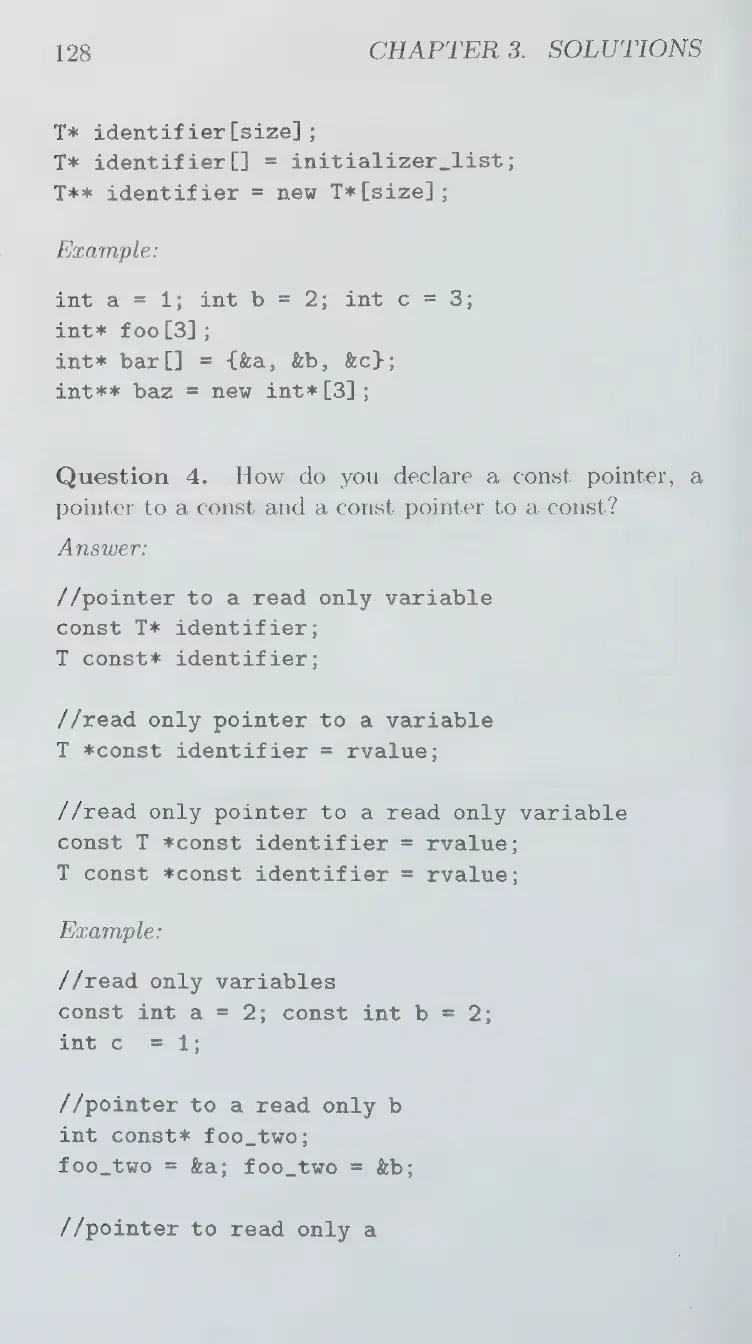 128 CHAPTER 3. SOLUTIONS
T* identifier[size];
T* identifier[] = initializer_list;
T** identifier = new T*[size];
Example:
int a = 1; int b = 2; int c = 3;
int* foo[3];
int* bar[] = {&a, &b, &c};
int** baz = new int*[3];
Question 4. How do you declare a const pointer, a
pointer to a const and a const pointer to a const?
Answer:
//pointer to a read only variable
const T* identifier;
T const* identifier;
//read only pointer to a variable
T *const identifier = rvalue;
//read only pointer to a read only variable
const T *const identifier = rvalue;
T const *const identifier = rvalue;
Example:
//read only variables
const int a = 2; const int b = 2;
int c  = 1;
//pointer to a read only b
int const* foo_two;
foo_two = &a; foo_two = &b;
//pointer to read only a